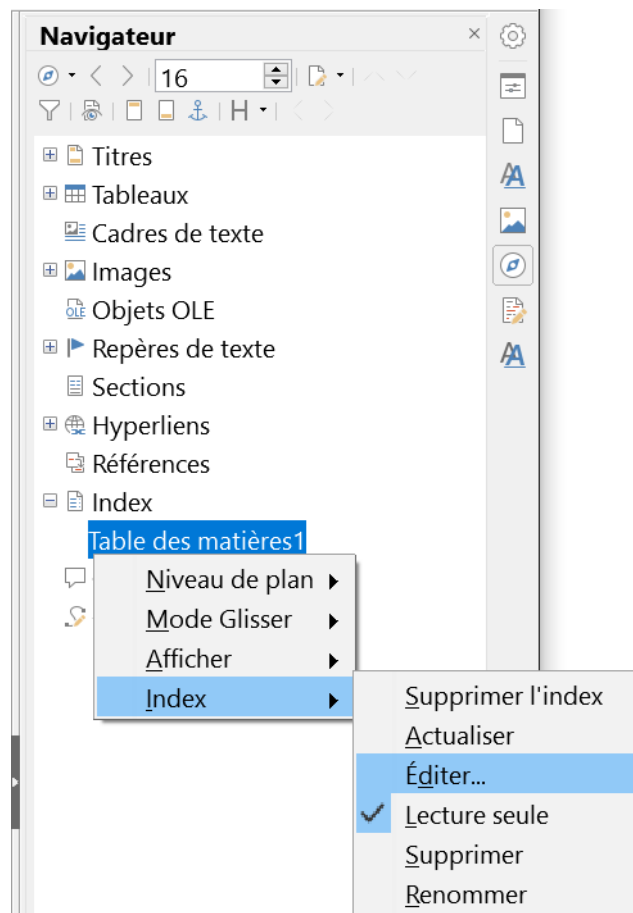 Navigateur
16
Titres
Tableaux
Cadres de texte
Images
OLE Objets OLE
Repères de texte
Sections
Hyperliens
Références
Index
Table des matières1
Niveau de plan
Mode Glisser
Afficher
Index
Supprimer l'index
Actualiser
Éditer...
Lecture seule
Supprimer
Renommer